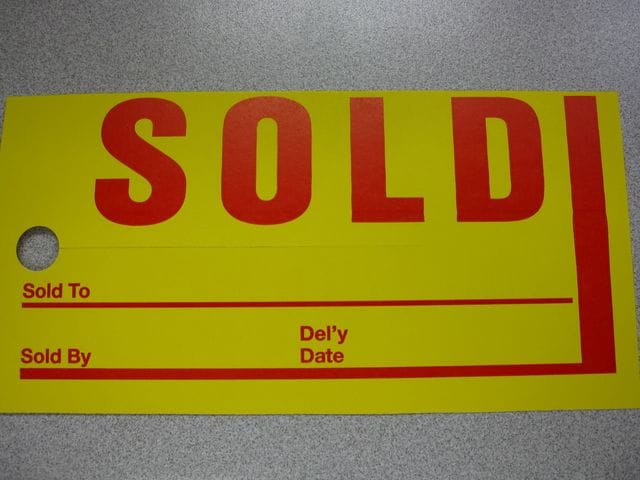 SOLD
Sold To
Del'y
Sold By Date